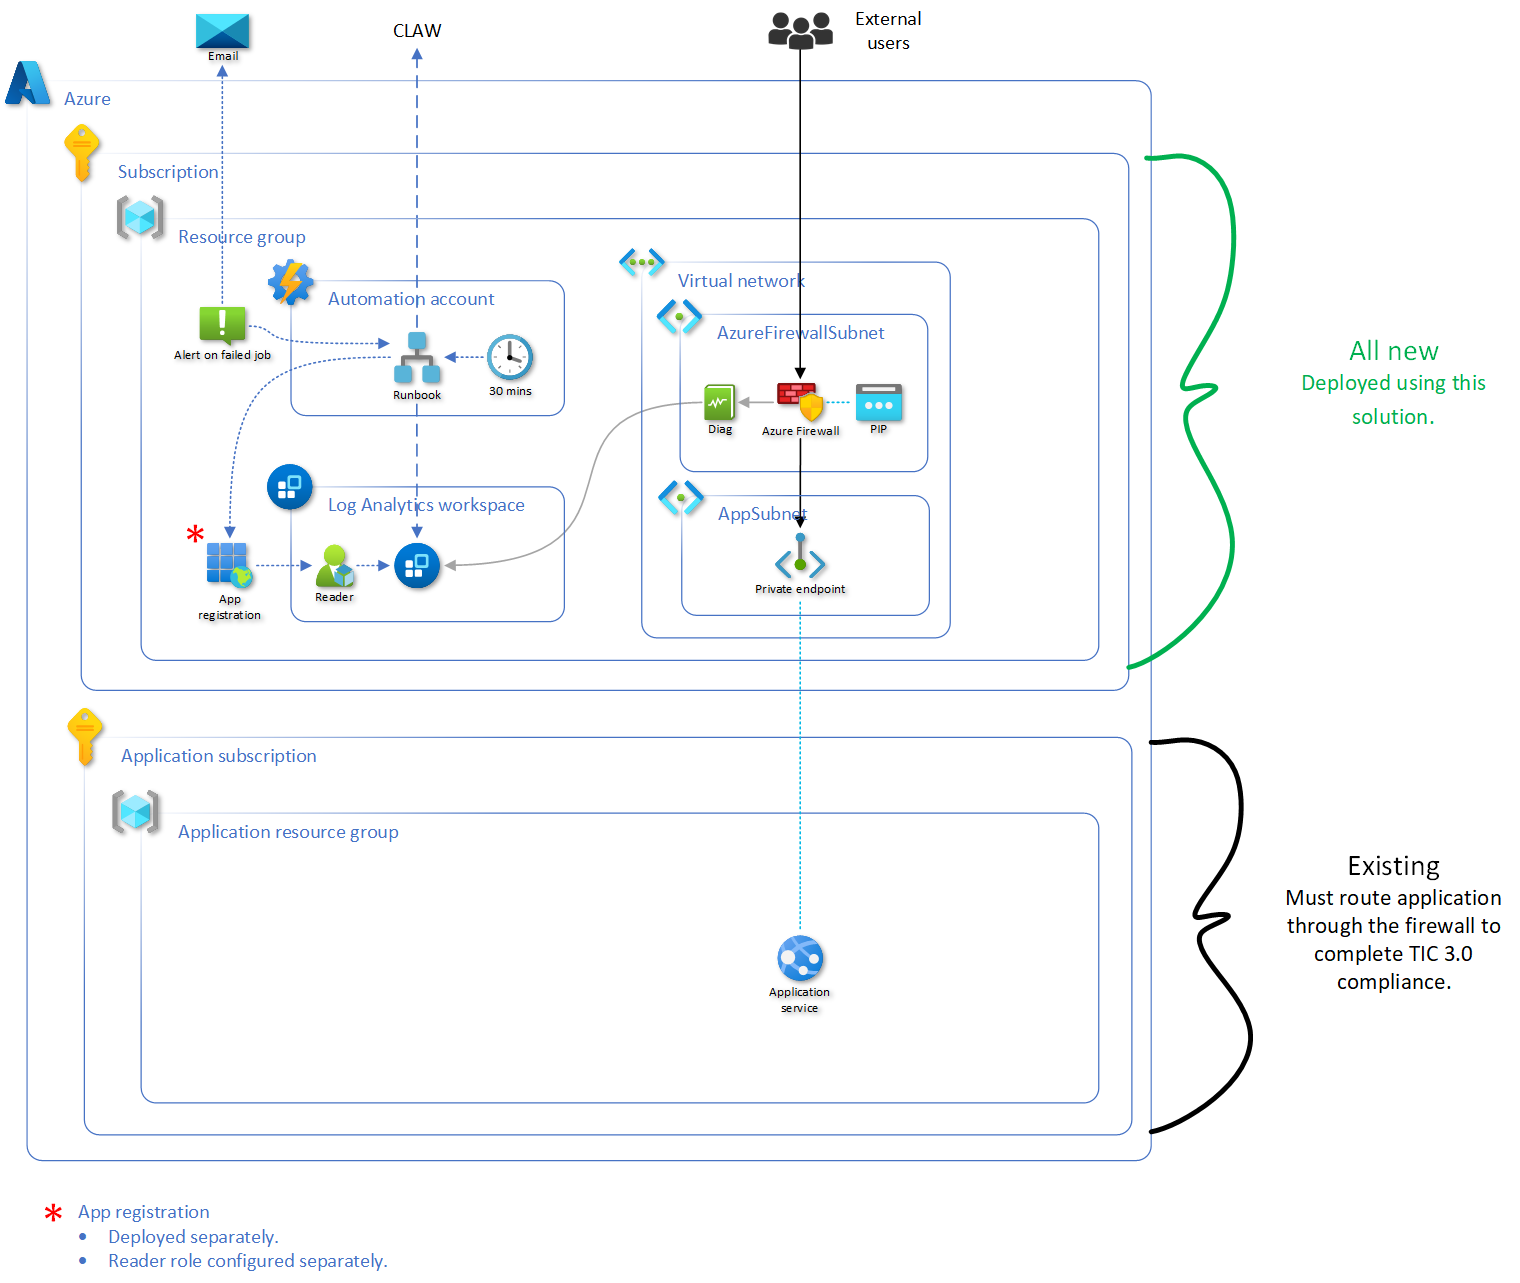 Email
CLAW
External
users
Azure
Subscription
Resource group
Automation account
Alert on failed job
Runbook
30 mins
Virtual network
AzureFirewallSubnet
Diag
Azure Firewall
PIP
Log Analytics workspace
AppSubnet
*
App
registration
Reader
Private endpoint
All new
Deployed using this
solution.
Application subscription
Application resource group
Application
service
Existing
Must route application
through the firewall to
complete TIC 3.0
compliance.
* App registration
• Deployed separately.
• Reader role configured separately.